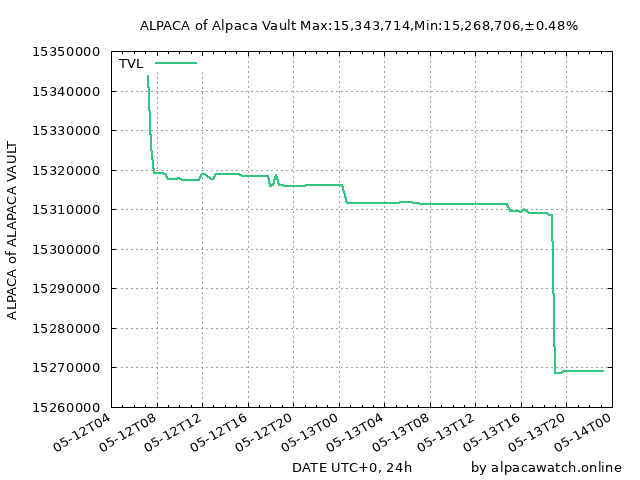 ALPACA of Alpaca Vault Max:15,343,714,Min:15,268,706,±0.48%
TVL
ALPACA of ALAPACA VAULT
15350000
15340000
15330000
15320000
15310000
15300000
15290000
15280000
15270000
15260000
05-12T04
05-12T08
05-12T12
05-12T16
05-12T20
05-13T00
05-13T04
05-13T08
05-13T12
05-13T16
05-13T20
05-14T00
DATE UTC+0, 24h
by alpacawatch.online